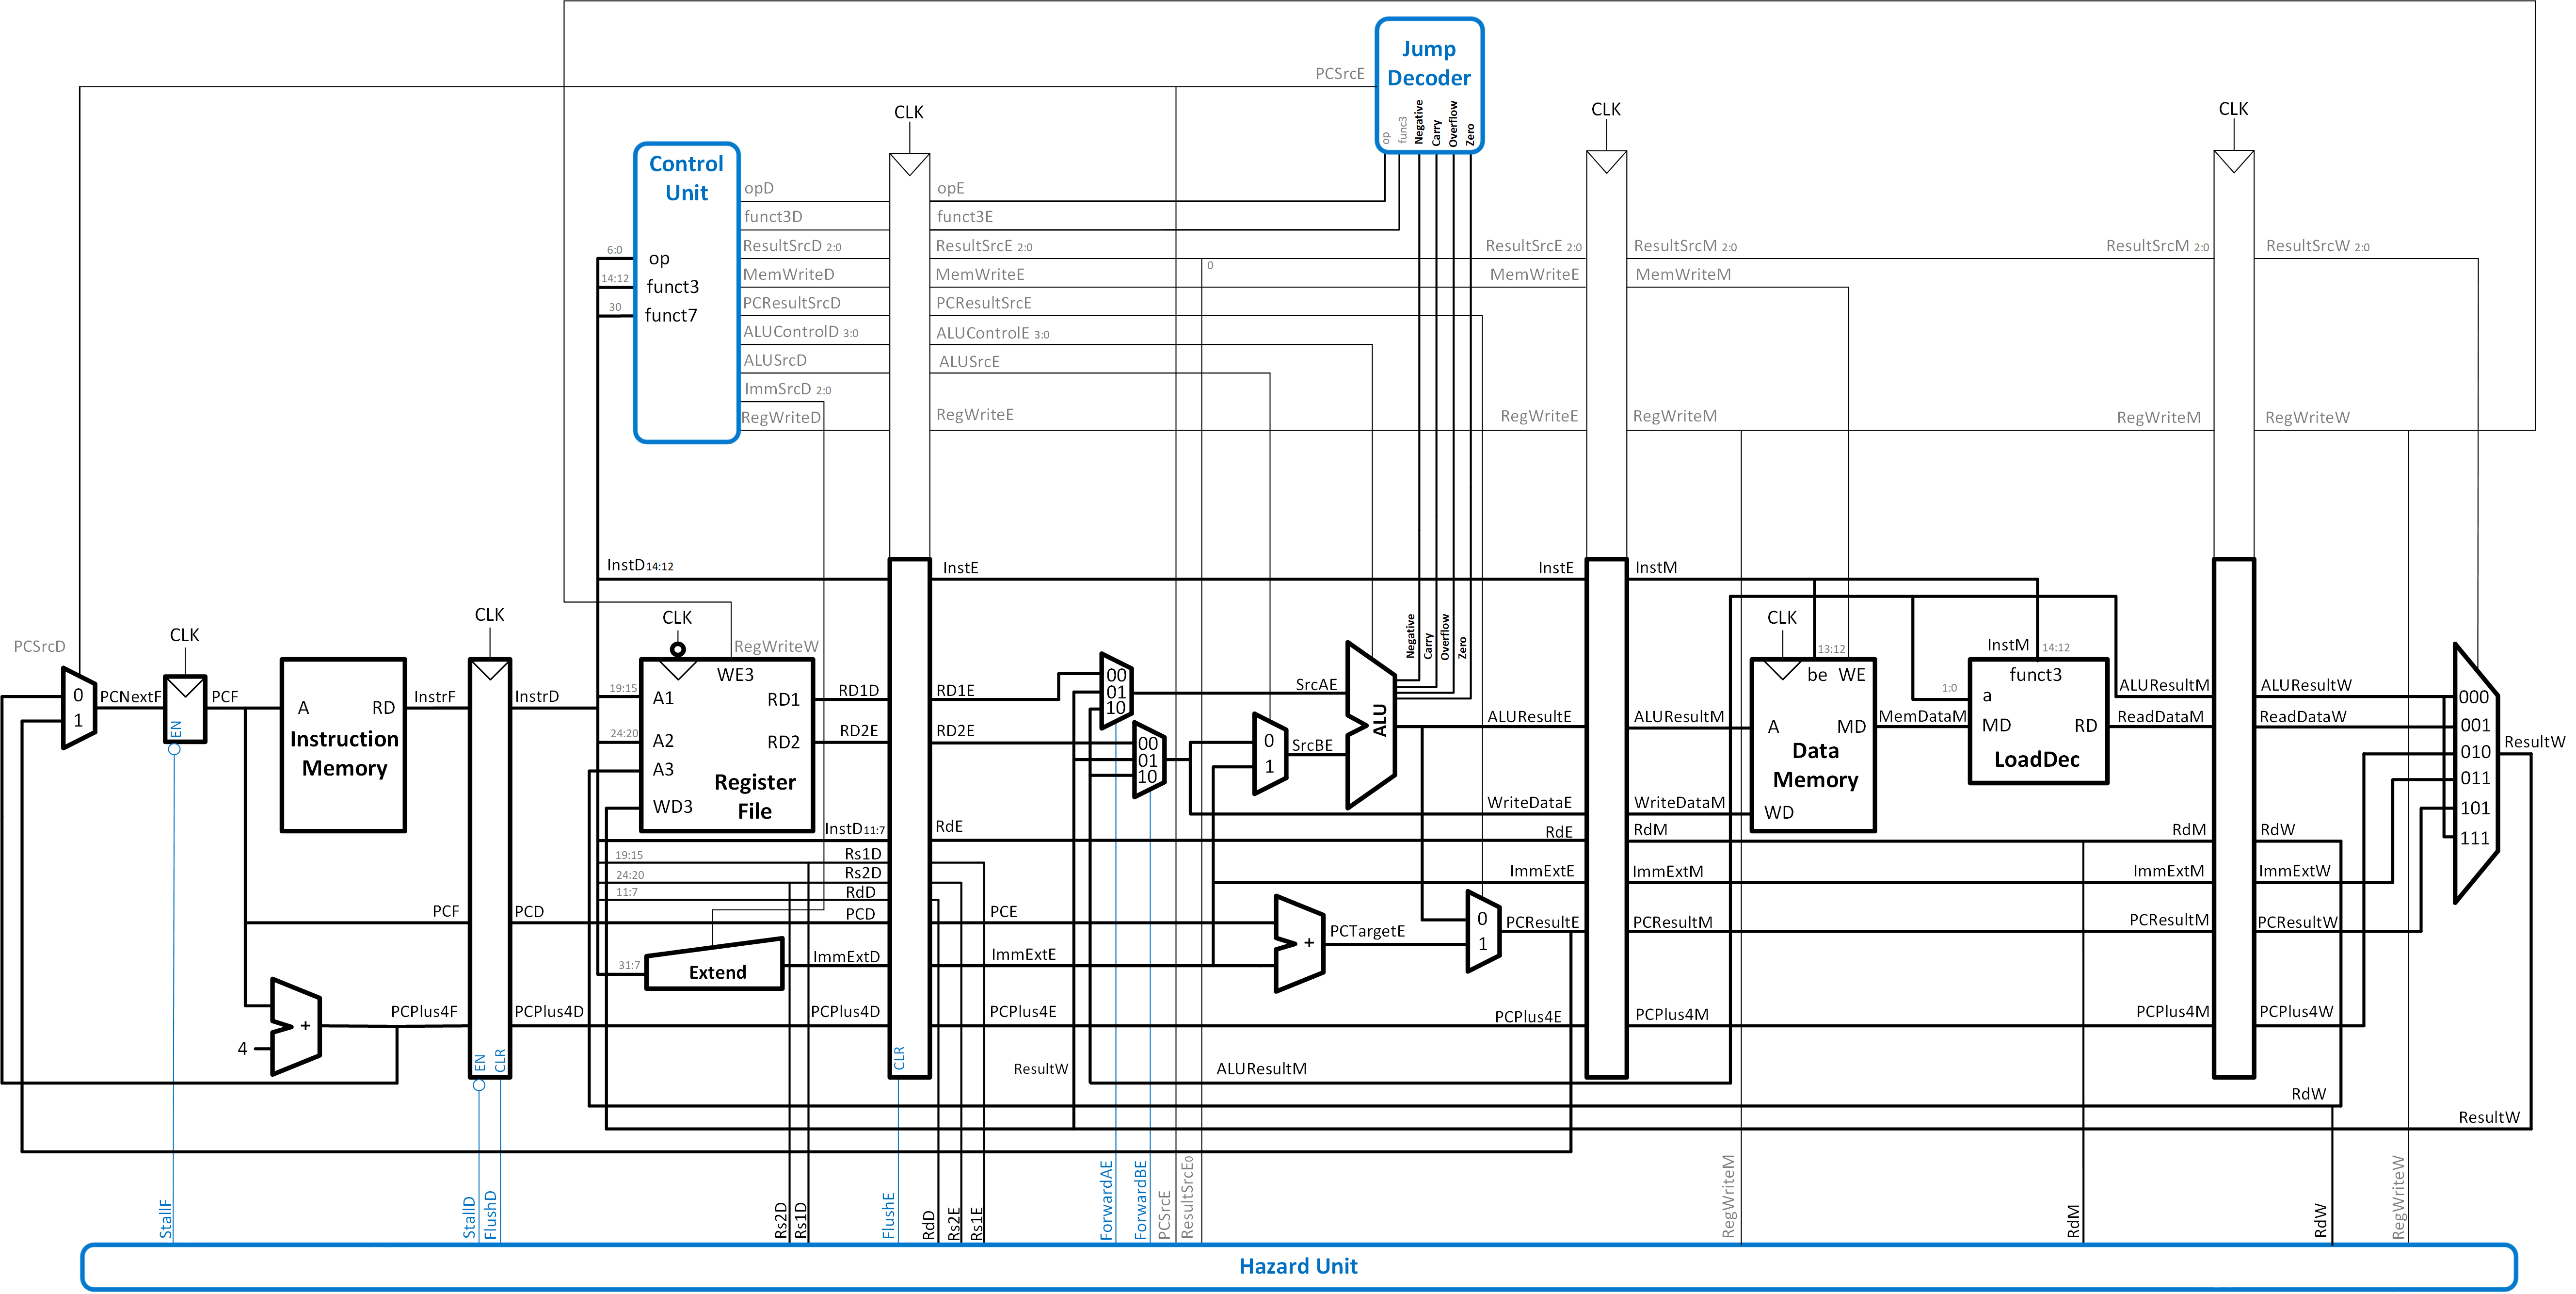 Jump
Decoder
op
func3
Negative
Carry
Overflow
Zero
PCSrcE
CLK
CLK
CLK
Control
Unit
op
funct3
funct7
6:0
14:12
30
opD
funct3D
ResultSrcD 2:0
MemWriteD
PCResultSrcD
ALUControlD 3:0
ALUSrcD
ImmSrcD 2:0
RegWriteD
opE
funct3E
ResultSrcE 2:0
MemWriteE
PCResultSrcE
ALUControlE 3:0
ALUSrcE
RegWriteE
0
ResultSrcE 2:0
MemWriteE
RegWriteE
ResultSrcM 2:0
MemWriteM
RegWriteM
ResultSrcM 2:0
RegWriteM
ResultSrcW 2:0
RegWriteW
InstD14:12
InstE
InstE
InstM
PCSrcD
0
1
PCNextF
CLK
EN
PCF
A
RD
Instruction
Memory
InstrF
CLK
EN
CLR
InstrD
19:15
24:20
CLK
RegWriteW
WE3
A1
RD1
A2
RD2
A3
WD3
Register
File
RD1D
RD2E
RD1E
RD2E
00
01
10
00
01
10
0
1
SrcAE
SrcBE
ALU
Negative
Carry
Overflow
Zero
ALUResultE
ALUResultM
WriteDataE
WriteDataM
CLK
13:12
be
WE
A
MD
Data
Memory
WD
MemDataM
InstM
14:12
1:0
funct3
a
MD
RD
LoadDec
ALUResultM
ReadDataM
ALUResultW
ReadDataW
000
001
010
011
101
111
ResultW
InstD11:7
RdE
RdE
RdM
RdM
RdW
19:15
Rs1D
24:20
Rs2D
11:7
RdD
ImmExtE
ImmExtM
ImmExtM
ImmExtW
PCF
PCD
PCD
PCE
PCTargetE
0
1
PCResultE
PCResultM
PCResultM
PCResultW
31:7
Extend
ImmExtD
ImmExtE
+
4
+
PCPlus4F
PCPlus4D
PCPlus4D
PCPlus4E
PCPlus4E
PCPlus4M
PCPlus4M
PCPlus4W
CLR
ResultW
ALUResultM
RdW
ResultW
StallF
StallD
FlushD
Rs2D
Rs1D
FlushE
RdD
Rs2E
Rs1E
ForwardAE
ForwardBE
PCSrcE
ResultSrcE0
RegWriteM
RdM
RdW
RegWriteW
Hazard Unit